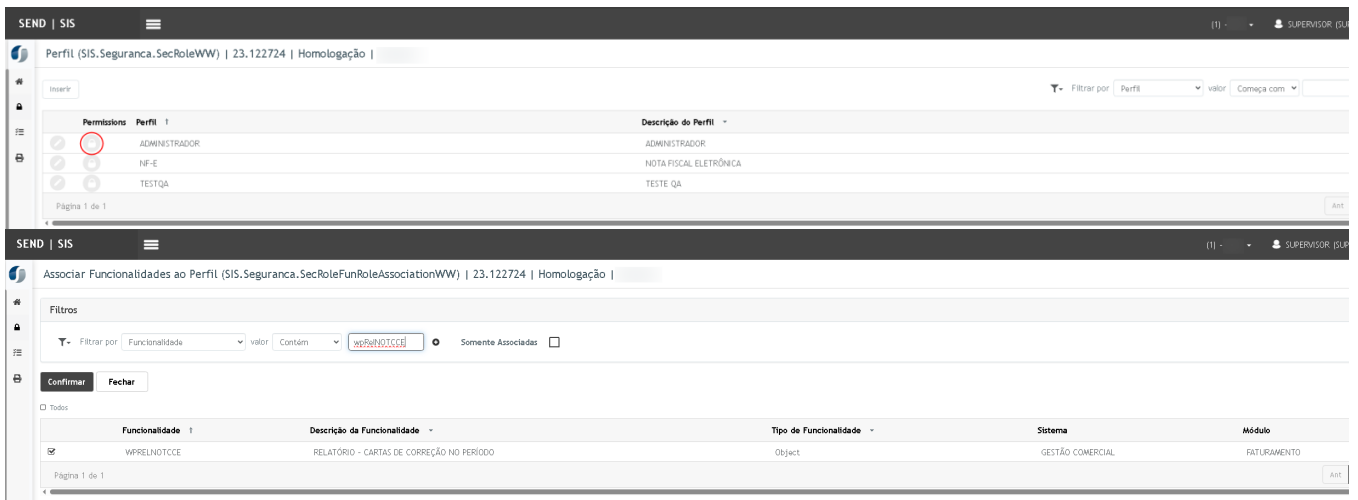 SEND | SIS (1) - SUPERVISOR (SUP
Perfil (SIS.Seguranca.SecRoleWW) | 23.122724 | Homologação |
Inserir Filtrar por Perfil valor Começa com
Permissions Perfil ↑ Descrição do Perfil
ADMINISTRADOR ADMINISTRADOR
NF-E NOTA FISCAL ELETRÔNICA
TESTQA TESTE QA
Página 1 de 1 Ant
SEND | SIS (1) - SUPERVISOR (SUP
Associar Funcionalidades ao Perfil (SIS.Seguranca.SecRoleFunRoleAssociationWW) | 23.122724 | Homologação |
Filtros
Filtrar por Funcionalidade valor Contém wpRelNOTCCE Somente Associadas
Confirmar Fechar
Todos
Funcionalidade ↑ Descrição da Funcionalidade Tipo de Funcionalidade Sistema Módulo
WPRELNOTCCE RELATÓRIO - CARTAS DE CORREÇÃO NO PERÍODO Object GESTÃO COMERCIAL FATURAMENTO
Página 1 de 1 Ant